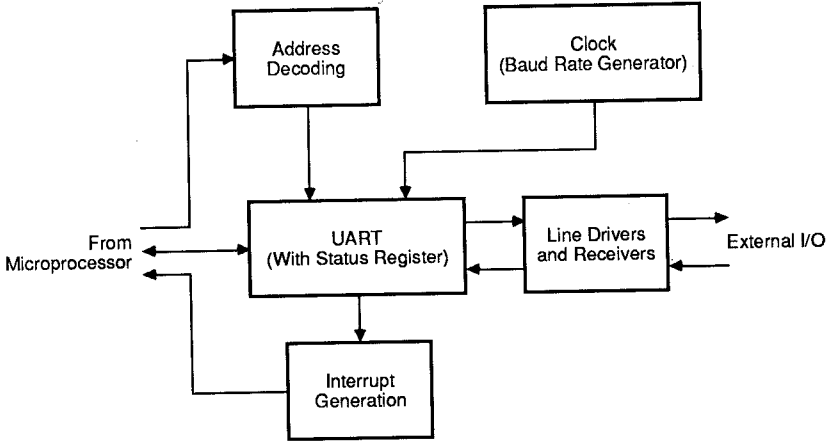 Address
Decoding
Clock
(Baud Rate Generator)
From
Microprocessor
UART
(With Status Register)
Line Drivers
and Receivers
External I/O
Interrupt
Generation